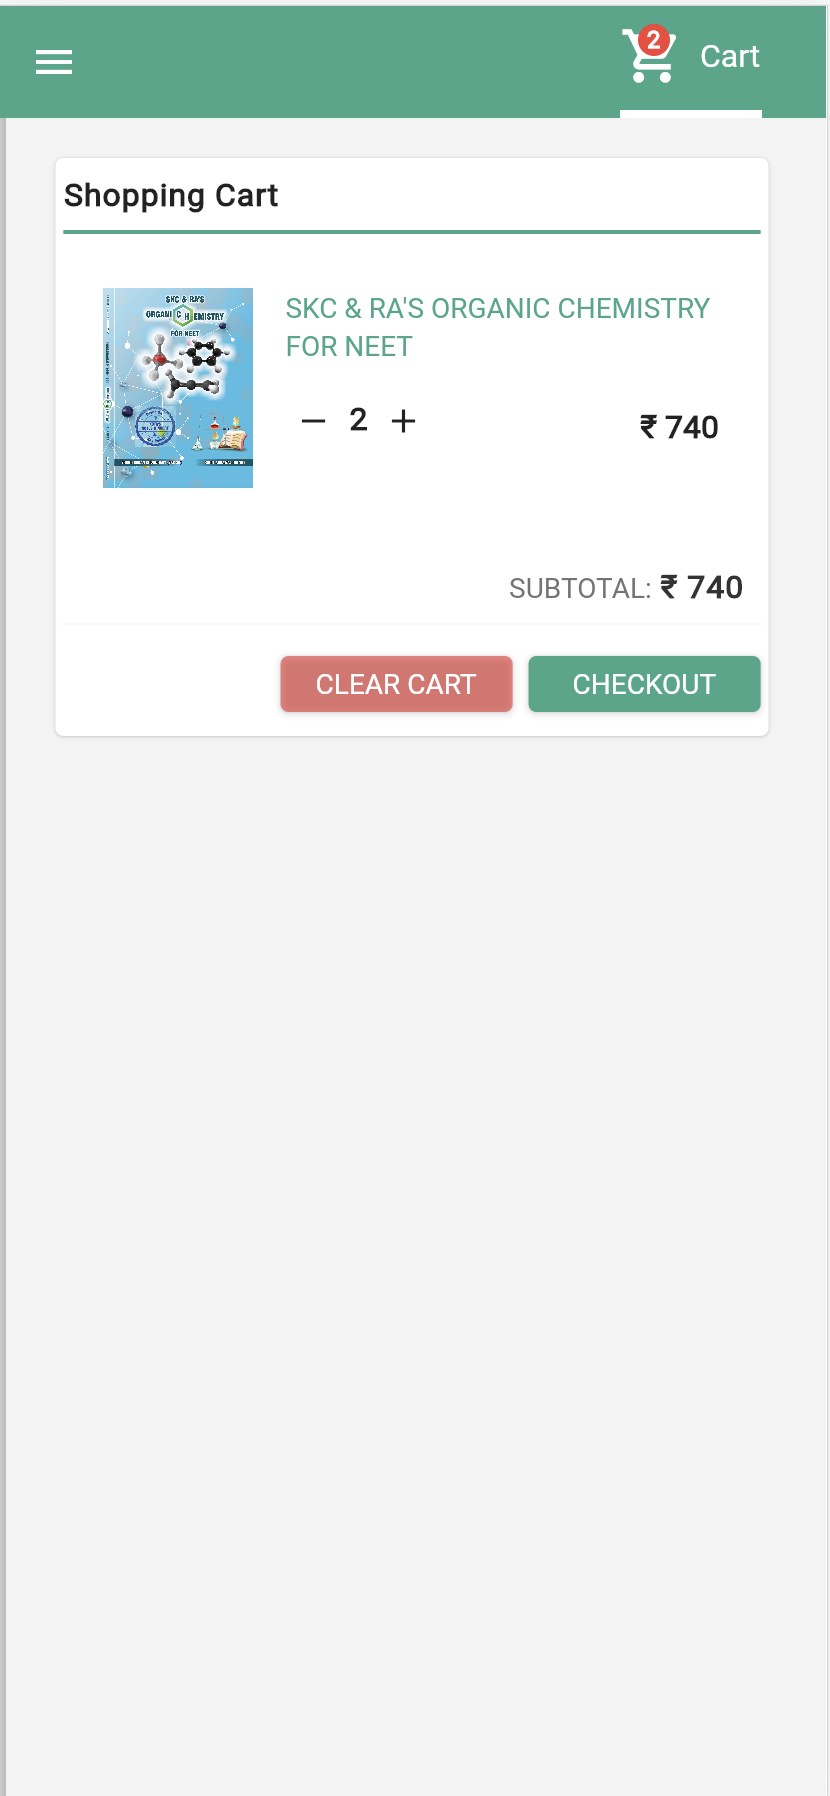 2
Cart
Shopping Cart
SKC & RA'S
ORGANIC CHEMISTRY
FOR NEET
SKC & RA'S ORGANIC CHEMISTRY
FOR NEET
2
₹ 740
SUBTOTAL: ₹ 740
CLEAR CART
CHECKOUT